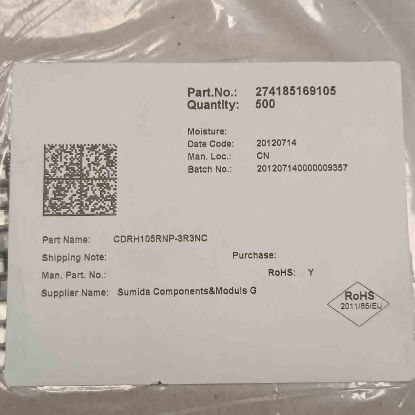 Part.No.: 274185169105
Quantity: 500
Moisture:
Date Code: 20120714
Man. Loc.: CN
Batch No.: 201207140000009357
Part Name: CDRH105RNP-3R3NC
Shipping Note: Purchase:
Man. Part. No.: RoHS: Y
Supplier Name: Sumida Components&Moduls G
RoHS
2011/65/EU